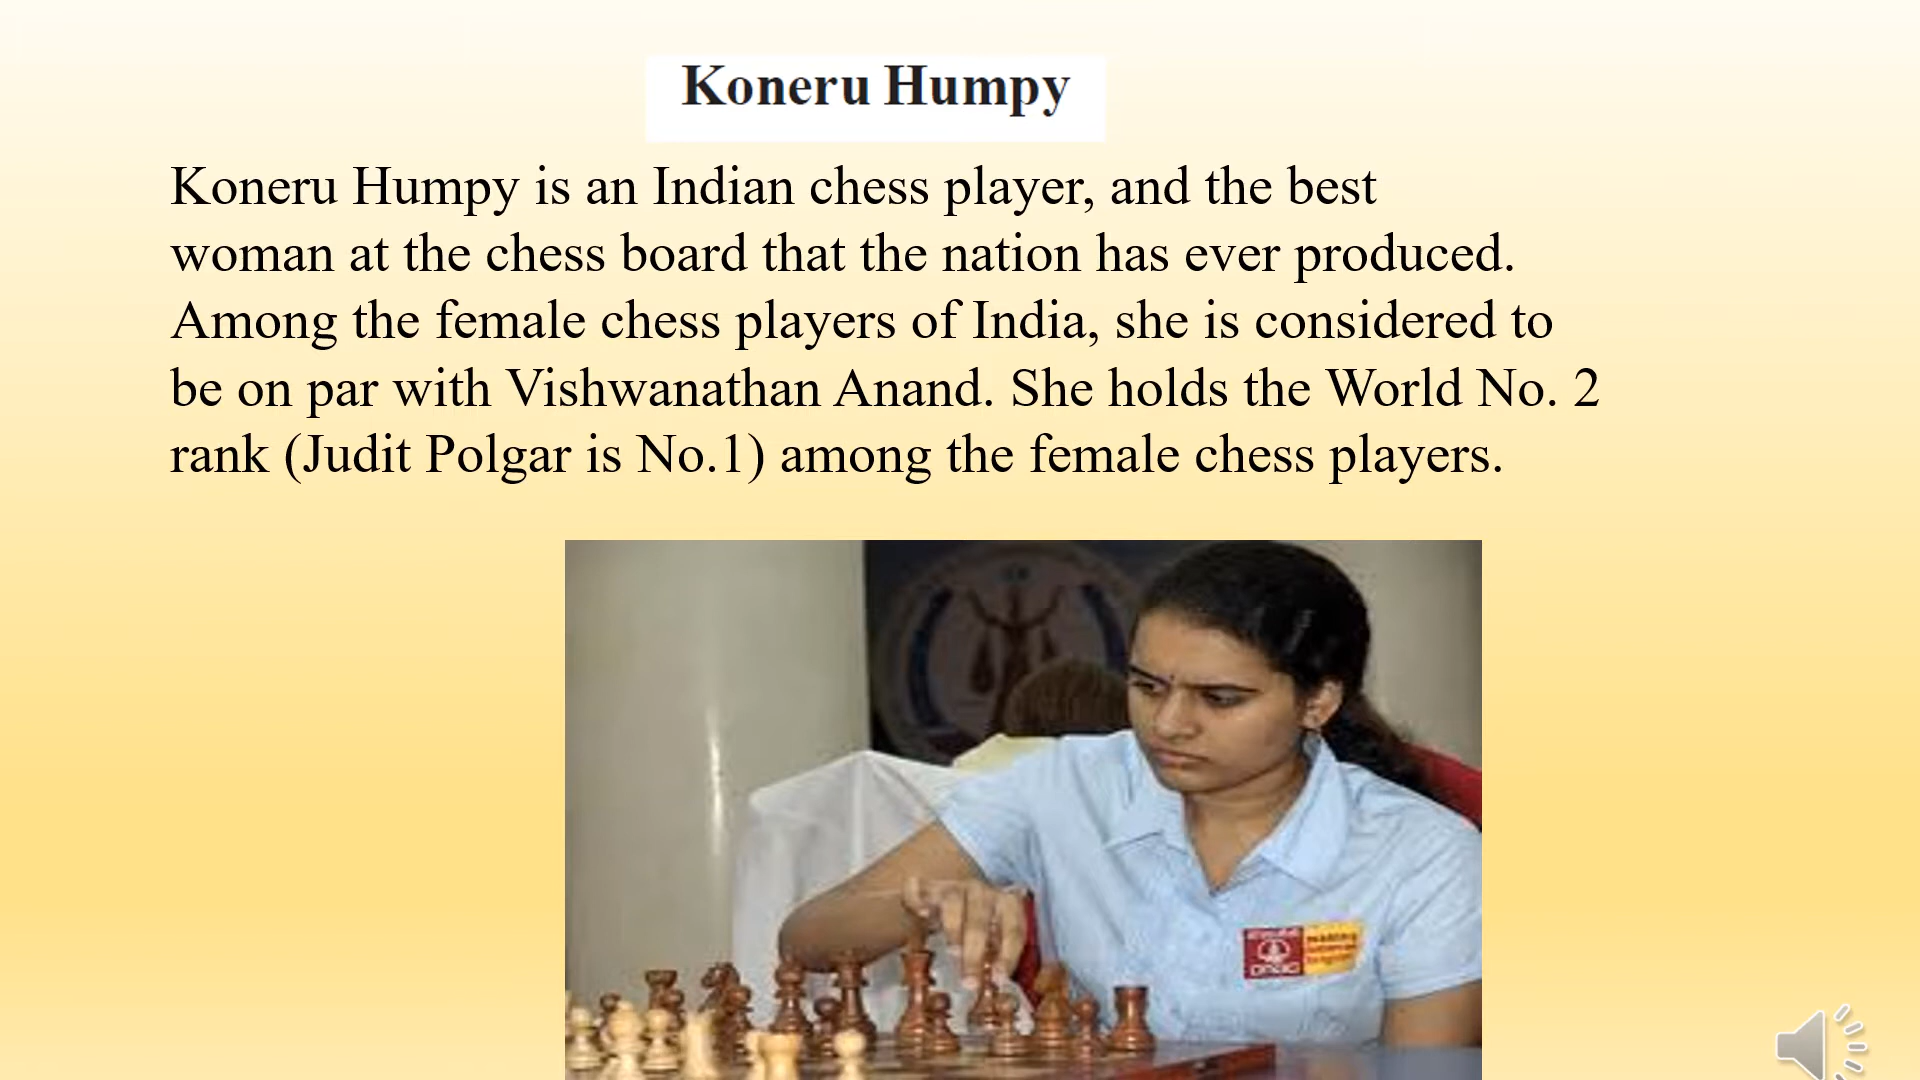 Koneru Humpy
Koneru Humpy is an Indian chess player, and the best
woman at the chess board that the nation has ever produced.
Among the female chess players of India, she is considered to
be on par with Vishwanathan Anand. She holds the World No. 2
rank (Judit Polgar is No.1) among the female chess players.